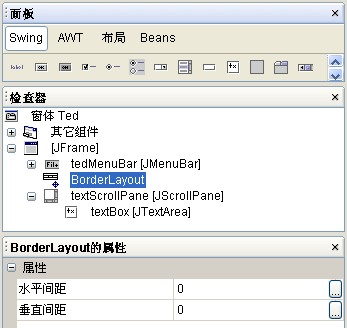 面板
Swing AWT 布局 Beans
检查器
窗体 Ted
其它组件
[JFrame]
tedMenuBar [JMenuBar]
BorderLayout
textScrollPane [JScrollPane]
textBox [JTextArea]
BorderLayout的属性
属性
水平间距 0 ...
垂直间距 0 ...